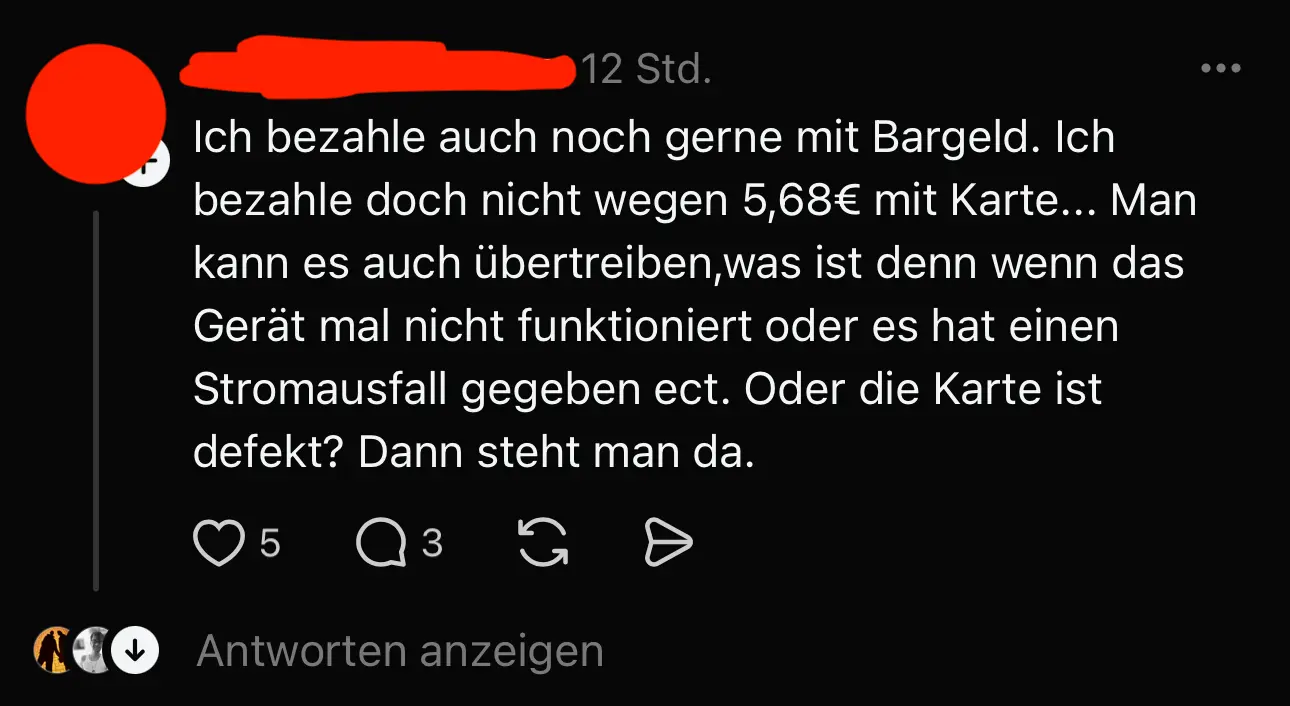 12 Std.
Ich bezahle auch noch gerne mit Bargeld. Ich
bezahle doch nicht wegen 5,68€ mit Karte... Man
kann es auch übertreiben,was ist denn wenn das
Gerät mal nicht funktioniert oder es hat einen
Stromausfall gegeben ect. Oder die Karte ist
defekt? Dann steht man da.
5 3
Antworten anzeigen